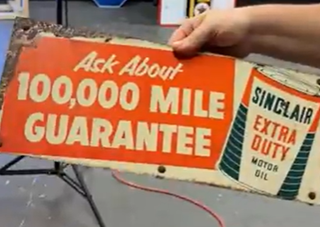 Ask About
100,000 MILE
GUARANTEE
SINCLAIR
EXTRA
DUTY
MOTOR
OIL